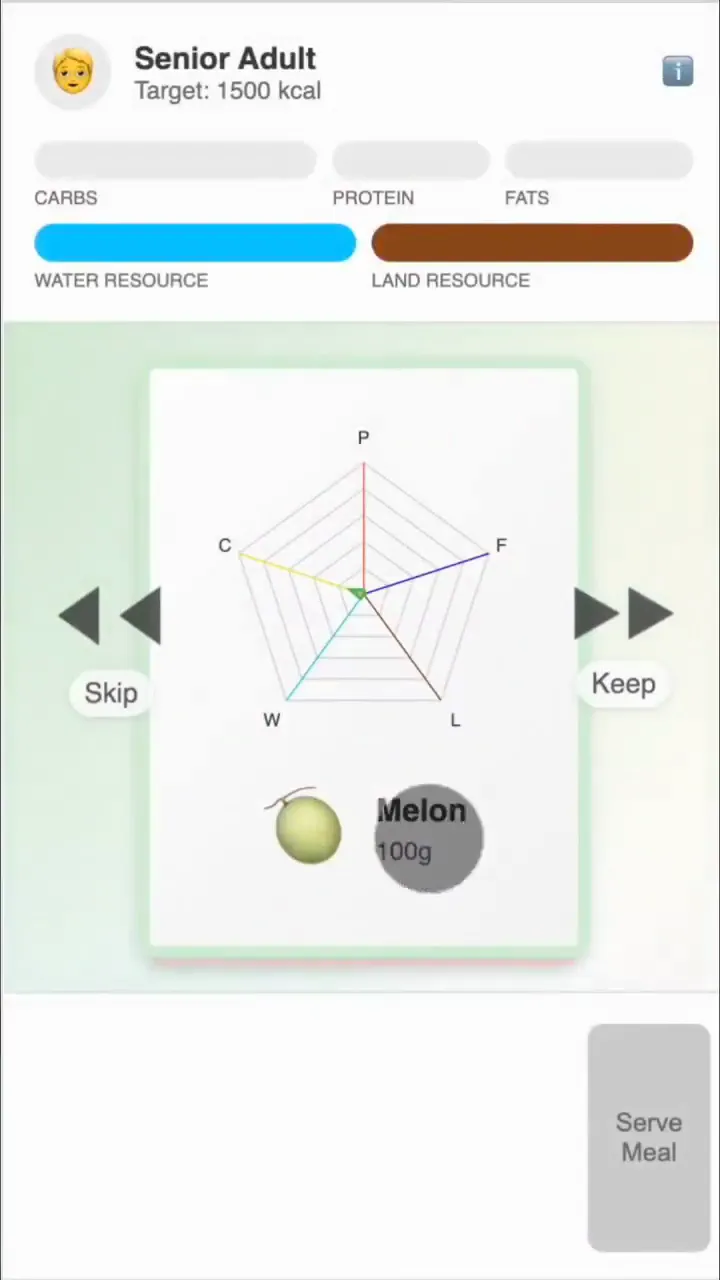 Senior Adult
Target: 1500 kcal
i
CARBS
PROTEIN
FATS
WATER RESOURCE
LAND RESOURCE
P
C
F
W
L
Skip
Keep
Melon
100g
Serve
Meal